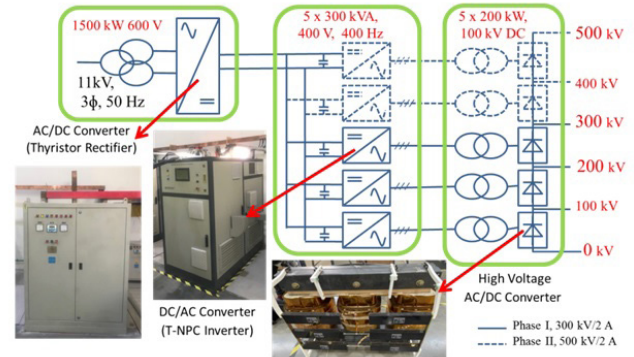 1500 kW 600 V
11kV,
3ϕ, 50 Hz
AC/DC Converter
(Thyristor Rectifier)
DC/AC Converter
(T-NPC Inverter)
5 x 300 kVA,
400 V, 400 Hz
5 x 200 kW,
100 kV DC
500 kV
400 kV
300 kV
200 kV
100 kV
0 kV
High Voltage
AC/DC Converter
Phase I, 300 kV/2 A
Phase II, 500 kV/2 A